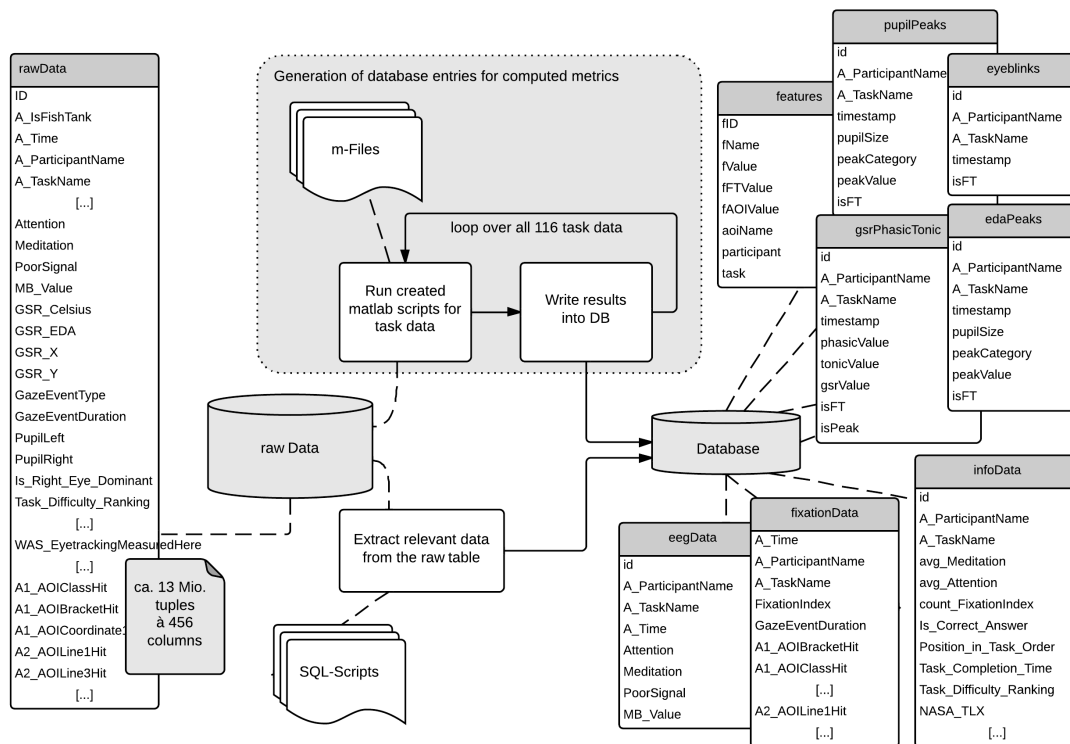 rawData
ID
A_IsFishTank
A_Time
A_ParticipantName
A_TaskName
[...]
Attention
Meditation
PoorSignal
MB_Value
GSR_Celsius
GSR_EDA
GSR_X
GSR_Y
GazeEventType
GazeEventDuration
PupilLeft
PupilRight
Is_Right_Eye_Dominant
Task_Difficulty_Ranking
[...]
WAS_EyetrackingMeasuredHere
[...]
A1_AOIClassHit
A1_AOIBracketHit
A1_AOICoordinate1
A2_AOILine1Hit
A2_AOILine3Hit
[...]
ca. 13 Mio.
tuples
à 456
columns
Generation of database entries for computed metrics
m-Files
loop over all 116 task data
Run created
matlab scripts for
task data
Write results
into DB
raw Data
Extract relevant data
from the raw table
SQL-Scripts
Database
features
fID
fName
fValue
fFTValue
fAOIValue
aoiName
participant
task
pupilPeaks
id
A_ParticipantName
A_TaskName
timestamp
pupilSize
peakCategory
peakValue
isFT
eyeblinks
id
A_ParticipantName
A_TaskName
timestamp
isFT
gsrPhasicTonic
id
A_ParticipantName
A_TaskName
timestamp
phasicValue
tonicValue
gsrValue
isFT
isPeak
edaPeaks
id
A_ParticipantName
A_TaskName
timestamp
pupilSize
peakCategory
peakValue
isFT
eegData
id
A_ParticipantName
A_TaskName
A_Time
Attention
Meditation
PoorSignal
MB_Value
fixationData
A_Time
A_ParticipantName
A_TaskName
FixationIndex
GazeEventDuration
A1_AOIBracketHit
A1_AOIClassHit
[...]
A2_AOILine1Hit
[...]
infoData
id
A_ParticipantName
A_TaskName
avg_Meditation
avg_Attention
count_FixationIndex
Is_Correct_Answer
Position_in_Task_Order
Task_Completion_Time
Task_Difficulty_Ranking
NASA_TLX
[...]